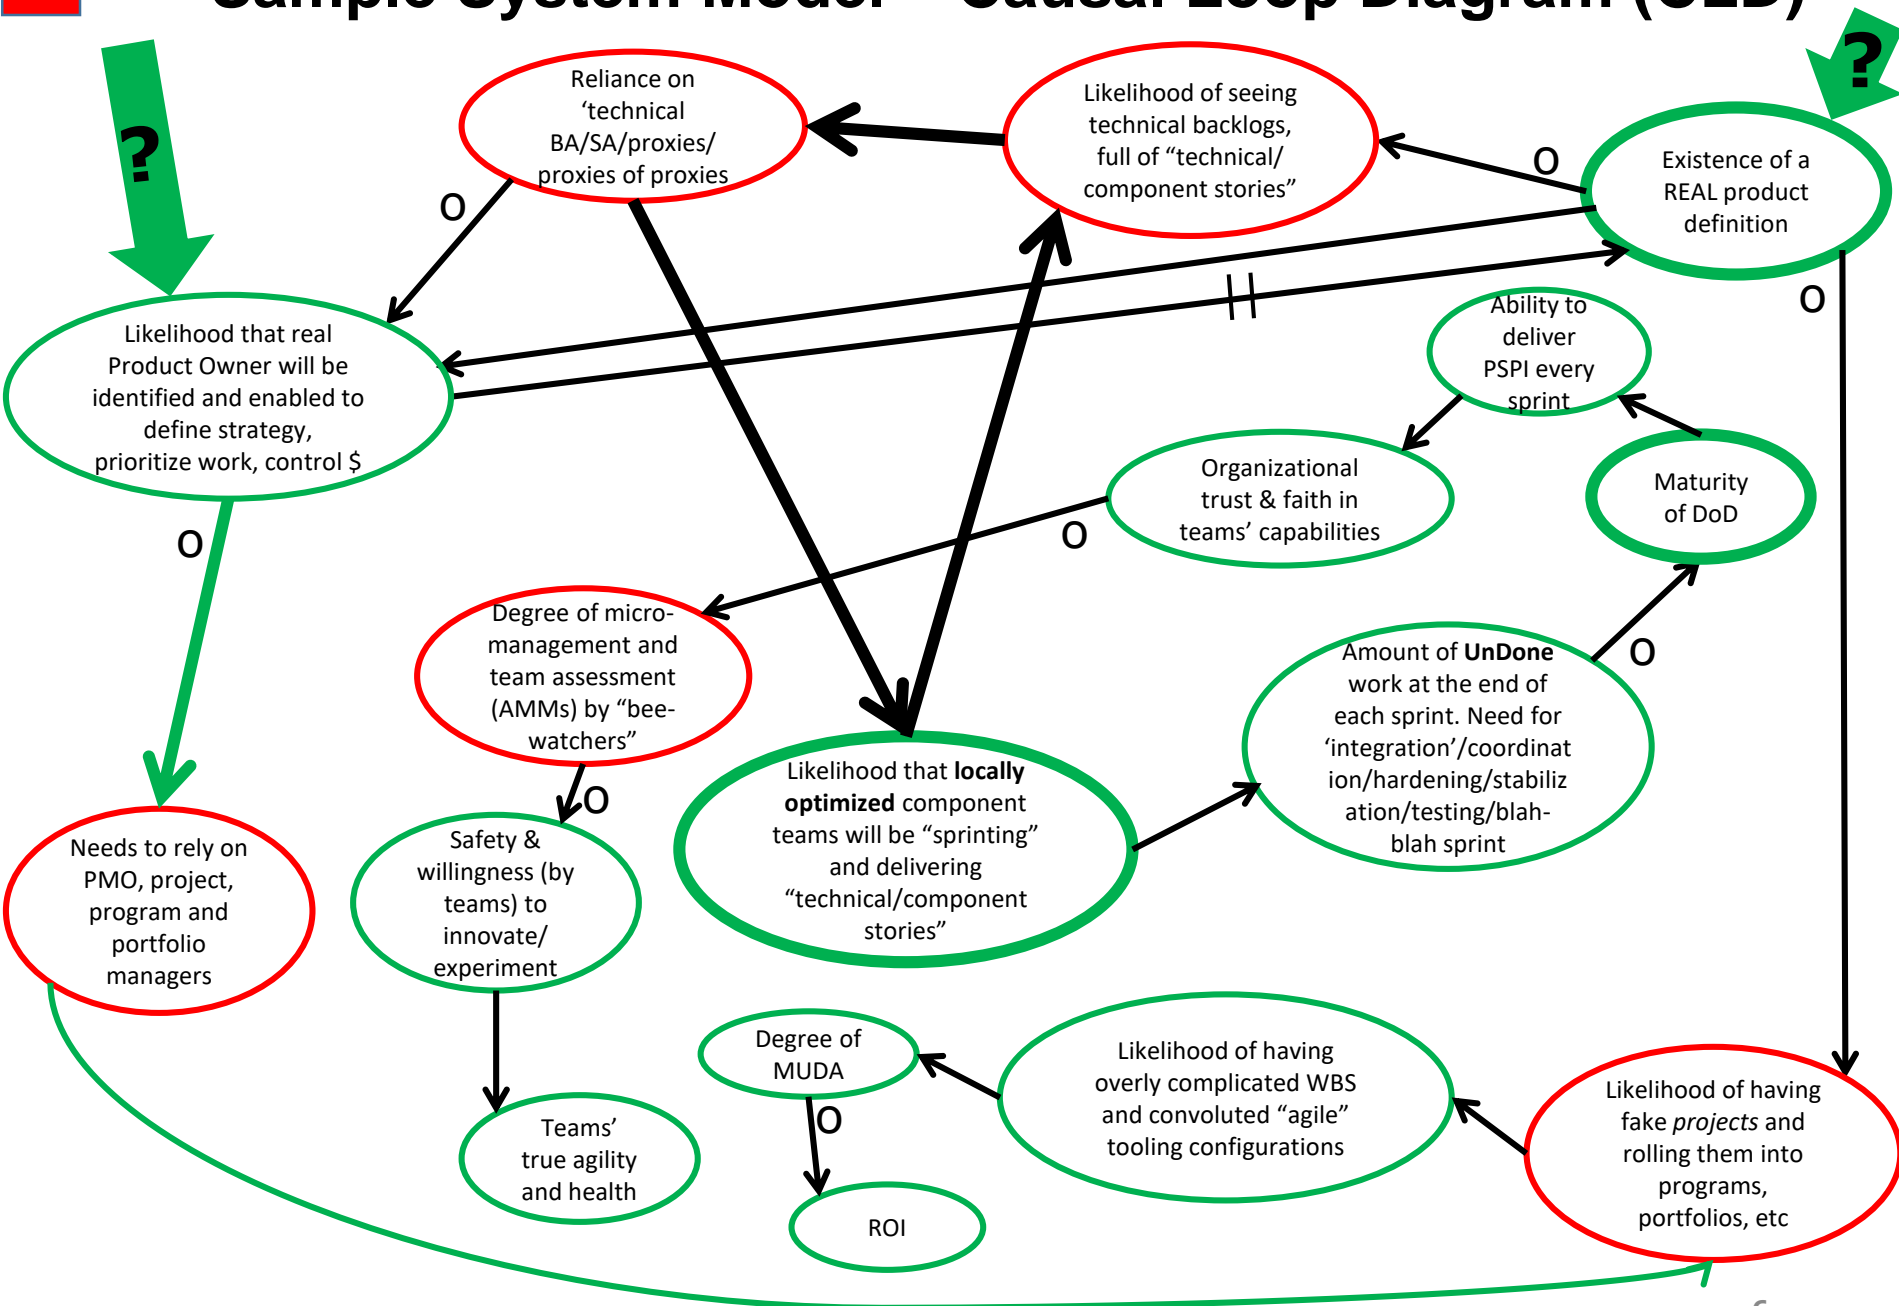 Sample System Model – Causal Loop Diagram (CLD)
?
?
Reliance on
‘technical
BA/SA/proxies/
proxies of proxies
Likelihood of seeing
technical backlogs,
full of “technical/
component stories”
O
Existence of a
REAL product
definition
O
O
Likelihood that real
Product Owner will be
identified and enabled to
define strategy,
prioritize work, control $
Ability to
deliver
PSPI every
sprint
Organizational
trust & faith in
teams’ capabilities
Maturity
of DoD
O
O
Degree of micro-
management and
team assessment
(AMMs) by “bee-
watchers”
Amount of UnDone
work at the end of
each sprint. Need for
‘integration’/coordinat
ion/hardening/stabiliz
ation/testing/blah-
blah sprint
O
O
Likelihood that locally
optimized component
teams will be “sprinting”
and delivering
“technical/component
stories”
Needs to rely on
PMO, project,
program and
portfolio
managers
Safety &
willingness (by
teams) to
innovate/
experiment
Degree of
MUDA
O
Likelihood of having
overly complicated WBS
and convoluted “agile”
tooling configurations
Likelihood of having
fake projects and
rolling them into
programs,
portfolios, etc
Teams’
true agility
and health
ROI